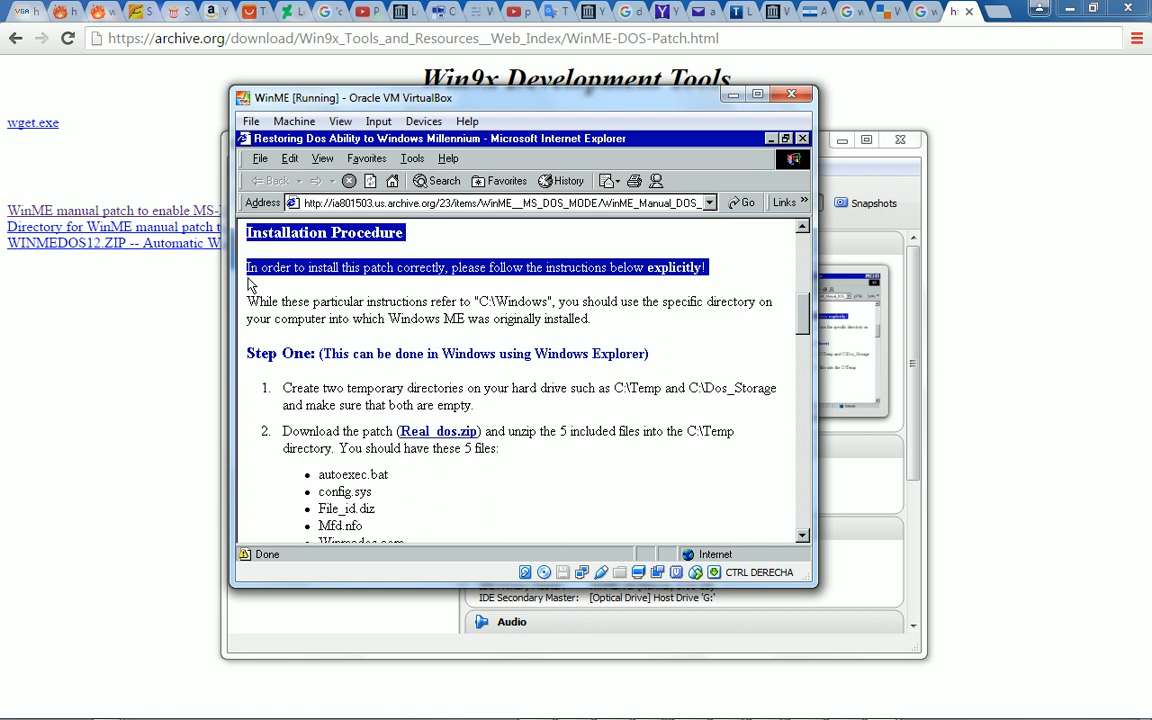 https://archive.org/download/Win9x_Tools_and_Resources__Web_Index/WinME-DOS-Patch.html
Win9x Development Tools
wget.exe
WinME manual patch to enable MS-
Directory for WinME manual patch t
WINMEDOS12.ZIP -- Automatic W
WinME [Running] - Oracle VM VirtualBox
File Machine View Input Devices Help
Restoring Dos Ability to Windows Millennium - Microsoft Internet Explorer
File Edit View Favorites Tools Help
Back Search Favorites History
Address http://ia801503.us.archive.org/23/items/WinME__MS_DOS_MODE/WinME_Manual_DOS_ Go Links »
Installation Procedure
In order to install this patch correctly, please follow the instructions below explicitly!
While these particular instructions refer to "C:\Windows", you should use the specific directory on
your computer into which Windows ME was originally installed.
Step One: (This can be done in Windows using Windows Explorer)
1. Create two temporary directories on your hard drive such as C:\Temp and C:\Dos_Storage
and make sure that both are empty.
2. Download the patch (Real_dos.zip) and unzip the 5 included files into the C:\Temp
directory. You should have these 5 files:
• autoexec.bat
• config.sys
• File_id.diz
• Mfd.nfo
• Winmedos.com
Done Internet
CTRL DERECHA
Snapshots
IDE Secondary Master: [Optical Drive] Host Drive 'G:'
Audio